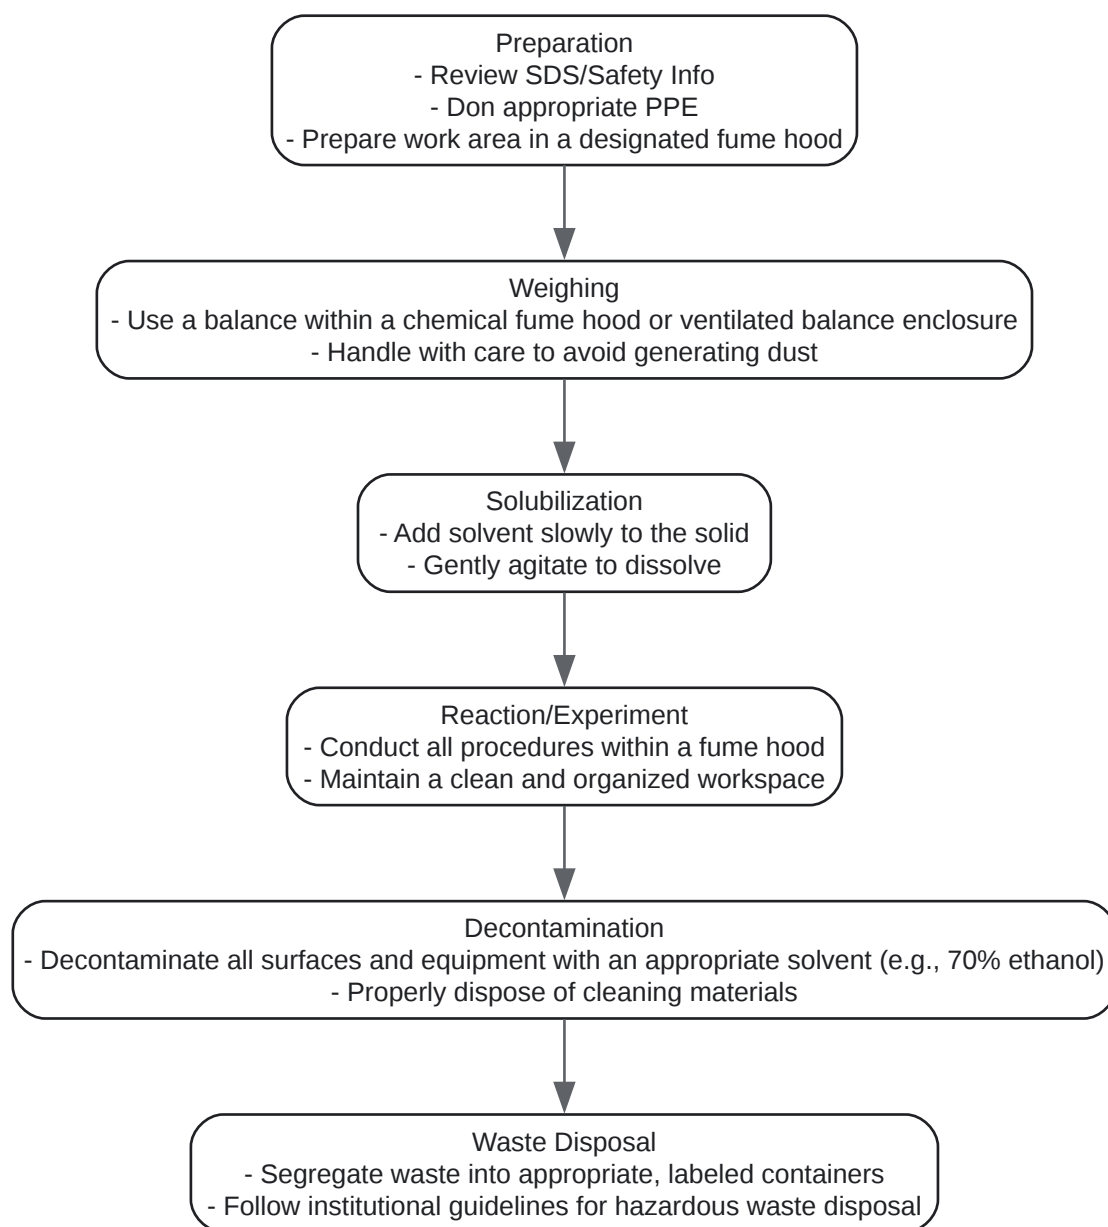 Preparation
- Review SDS/Safety Info
- Don appropriate PPE
- Prepare work area in a designated fume hood
Weighing
- Use a balance within a chemical fume hood or ventilated balance enclosure
- Handle with care to avoid generating dust
Solubilization
- Add solvent slowly to the solid
- Gently agitate to dissolve
Reaction/Experiment
- Conduct all procedures within a fume hood
- Maintain a clean and organized workspace
Decontamination
- Decontaminate all surfaces and equipment with an appropriate solvent (e.g., 70% ethanol)
- Properly dispose of cleaning materials
Waste Disposal
- Segregate waste into appropriate, labeled containers
- Follow institutional guidelines for hazardous waste disposal